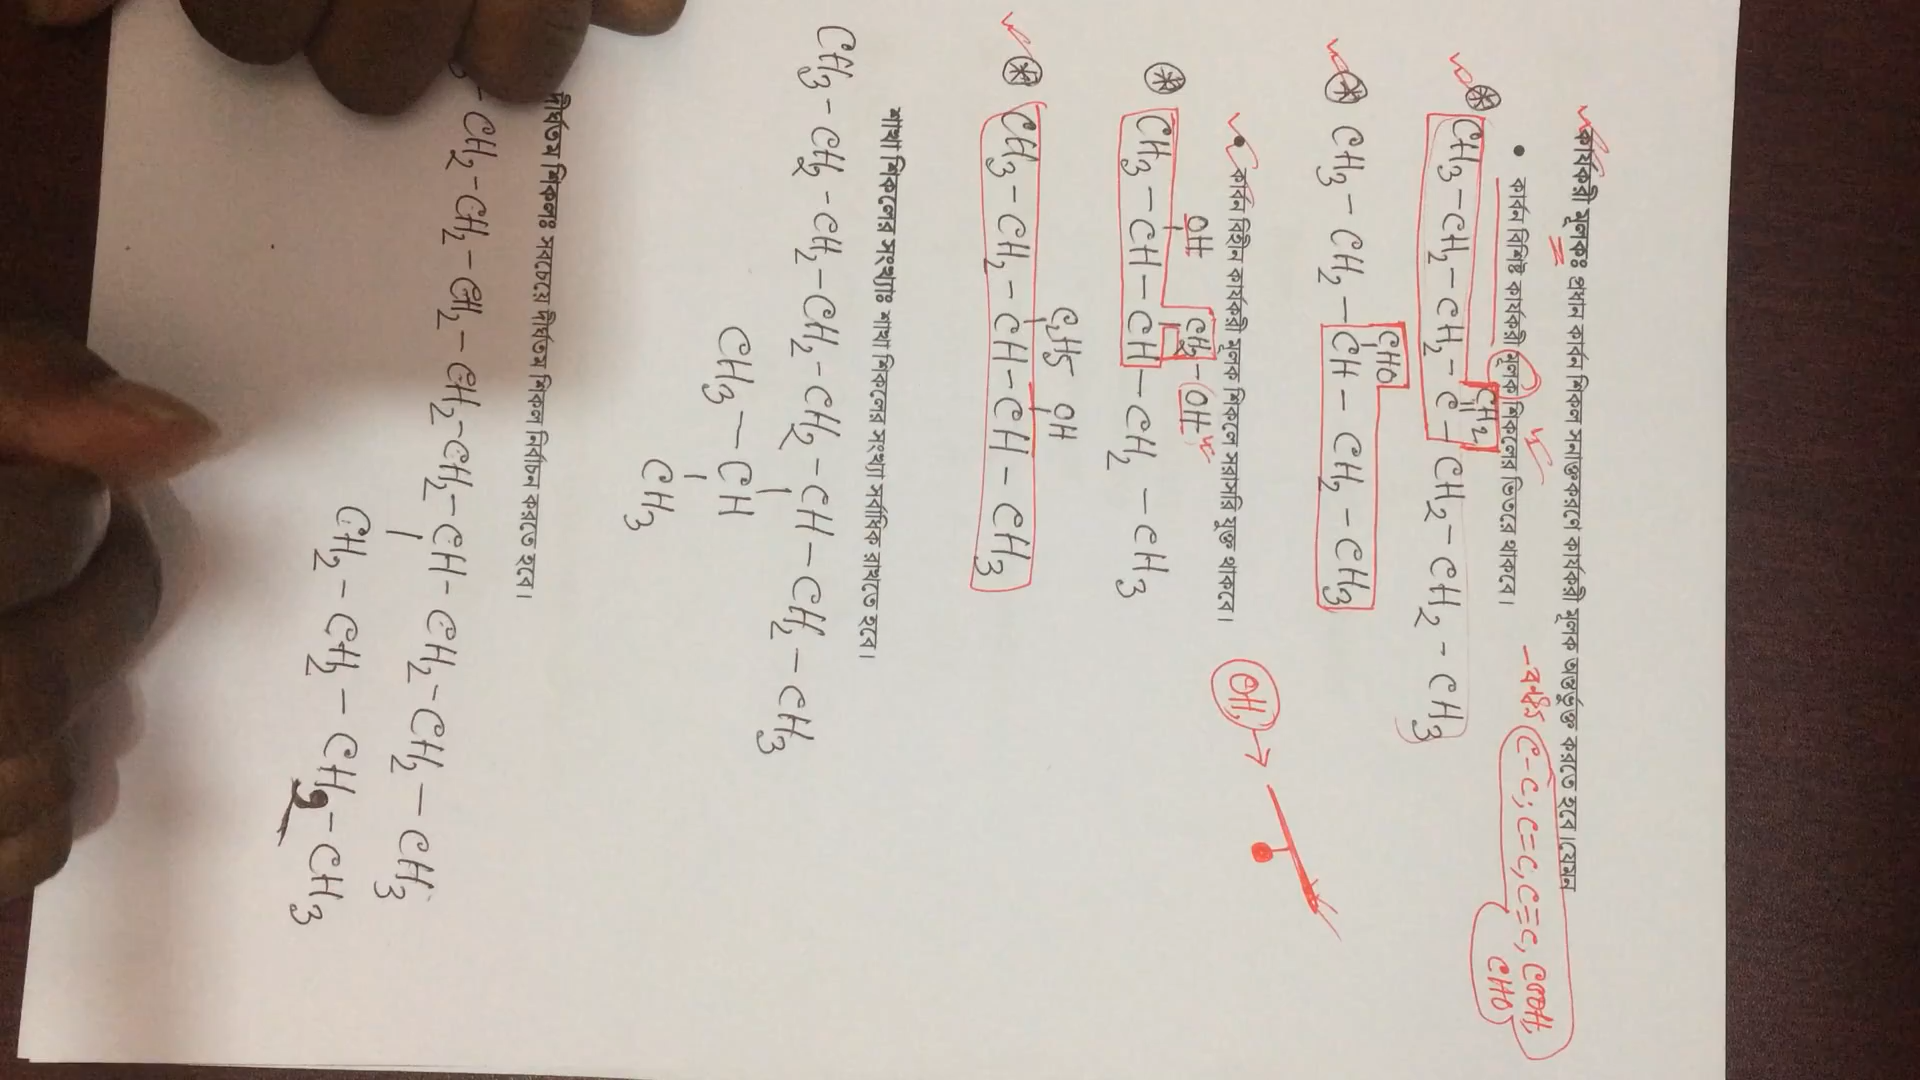 কার্যকরী মূলকঃ প্রধান কার্বন শিকল সনাক্তকরণে কার্যকরী মূলক অন্তর্ভুক্ত করতে হবে। যেমন
• কার্বন বিশিষ্ট কার্যকরী মূলক শিকলের ভিতরে থাকবে।
C-C; C=C, C≡C, COOH,
CHO
CH2
CH3-CH2-CH2-C-CH2-CH2-CH3
CHO
CH3-CH2-CH-CH2-CH3
• কার্বন বিহীন কার্যকরী মূলক শিকলে সরাসরি যুক্ত থাকবে।
OH
OH CH2-OH
CH3-CH-CH-CH2-CH3
C2H5 OH
CH3-CH2-CH-CH-CH3
শাখা শিকলের সংখ্যাঃ শাখা শিকলের সংখ্যা সর্বাধিক রাখতে হবে।
CH3-CH2-CH2-CH2-CH2-CH-CH2-CH3
CH3-CH
CH3
দীর্ঘতম শিকলঃ সবচেয়ে দীর্ঘতম শিকল নির্বাচন করতে হবে।
-CH2-CH2-CH2-CH2-CH2-CH-CH2-CH2-CH3
CH2-CH2-CH2-CH3